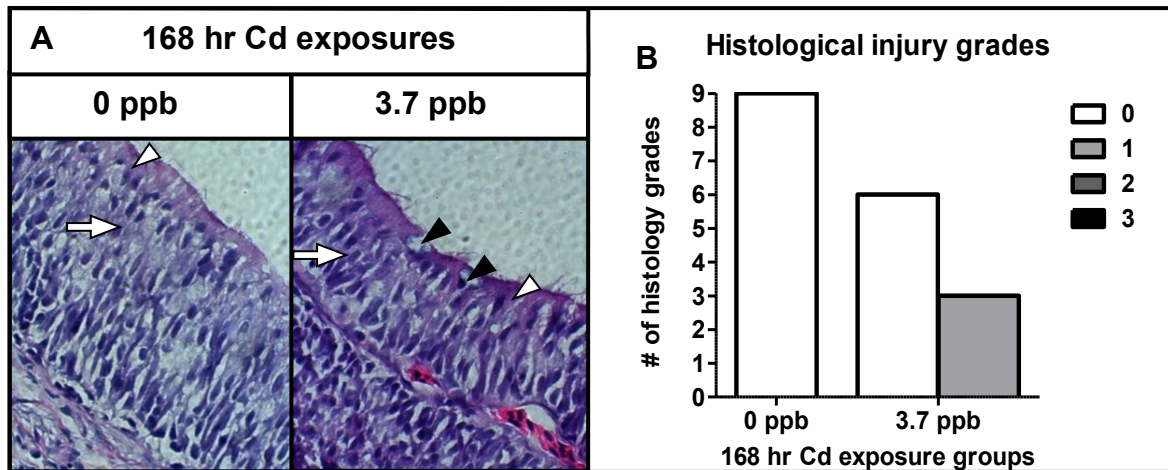 A
168 hr Cd exposures
0 ppb
3.7 ppb
B
Histological injury grades
# of histology grades
9
8
7
6
5
4
3
2
1
0
0 ppb
3.7 ppb
168 hr Cd exposure groups
0
1
2
3